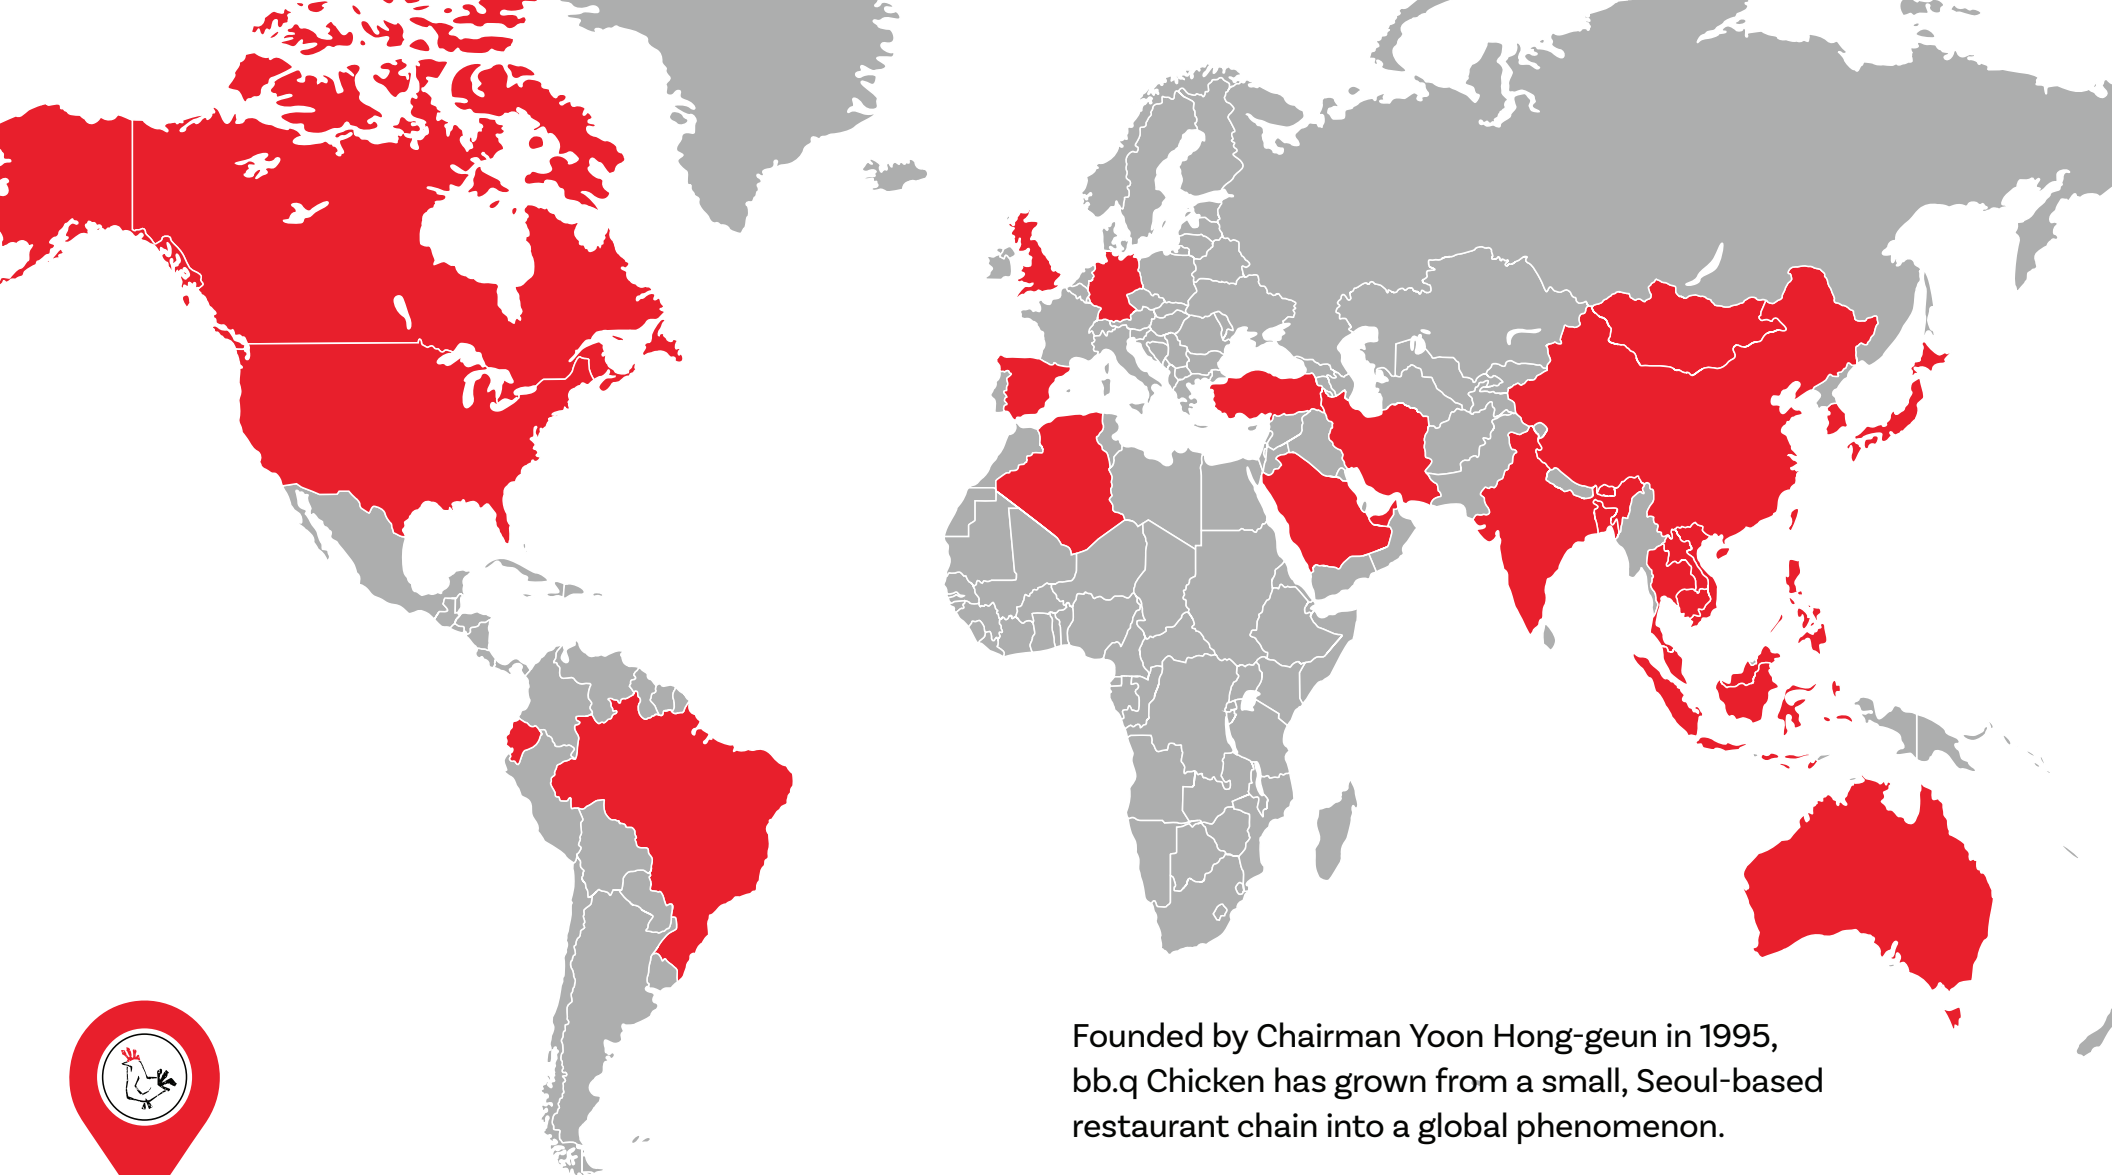 Founded by Chairman Yoon Hong-geun in 1995,
bb.q Chicken has grown from a small, Seoul-based
restaurant chain into a global phenomenon.